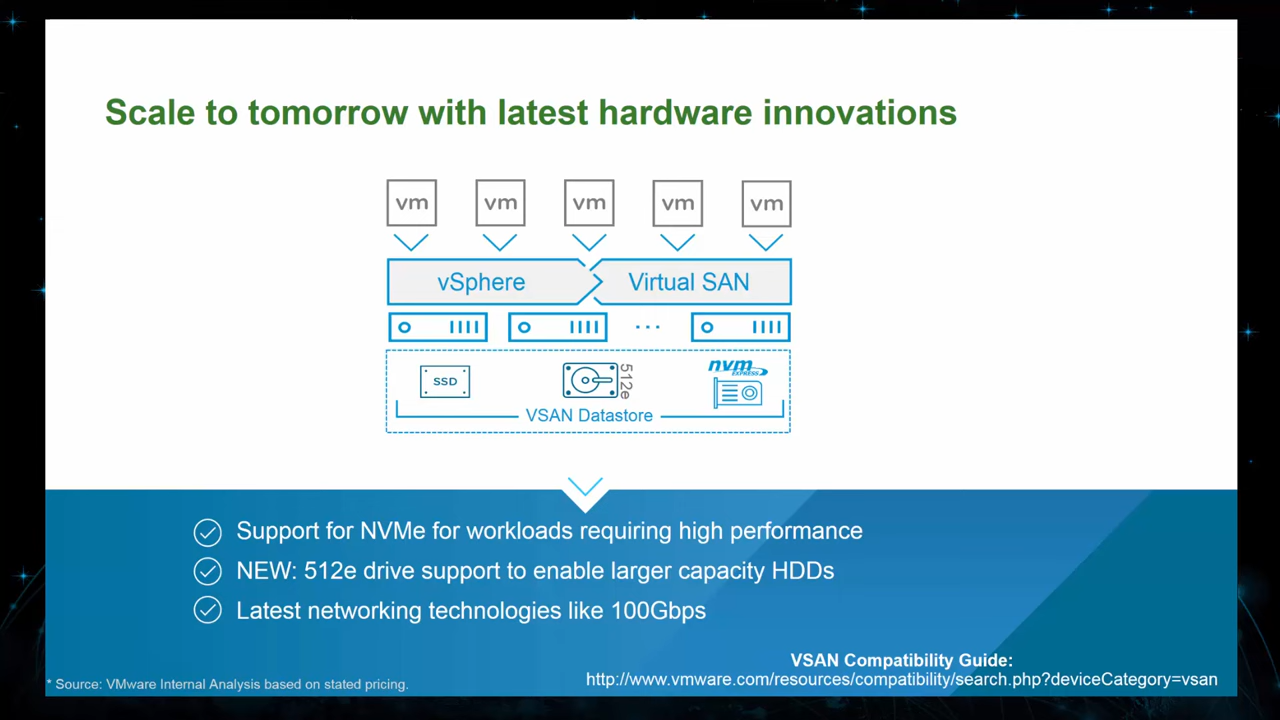 Scale to tomorrow with latest hardware innovations
vm vm vm vm vm
vSphere Virtual SAN
...
SSD 512e nvm EXPRESS
VSAN Datastore
Support for NVMe for workloads requiring high performance
NEW: 512e drive support to enable larger capacity HDDs
Latest networking technologies like 100Gbps
VSAN Compatibility Guide:
http://www.vmware.com/resources/compatibility/search.php?deviceCategory=vsan
* Source: VMware Internal Analysis based on stated pricing.